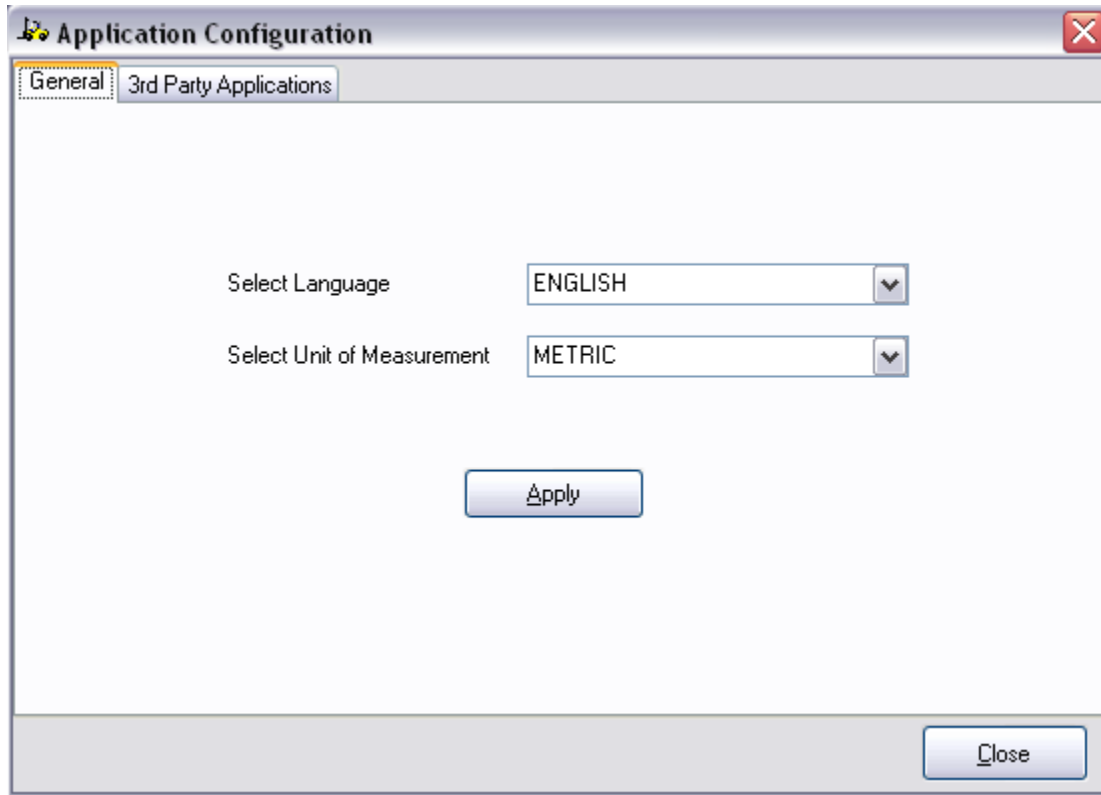 Application Configuration
General
3rd Party Applications
Select Language
ENGLISH
Select Unit of Measurement
METRIC
Apply
Close